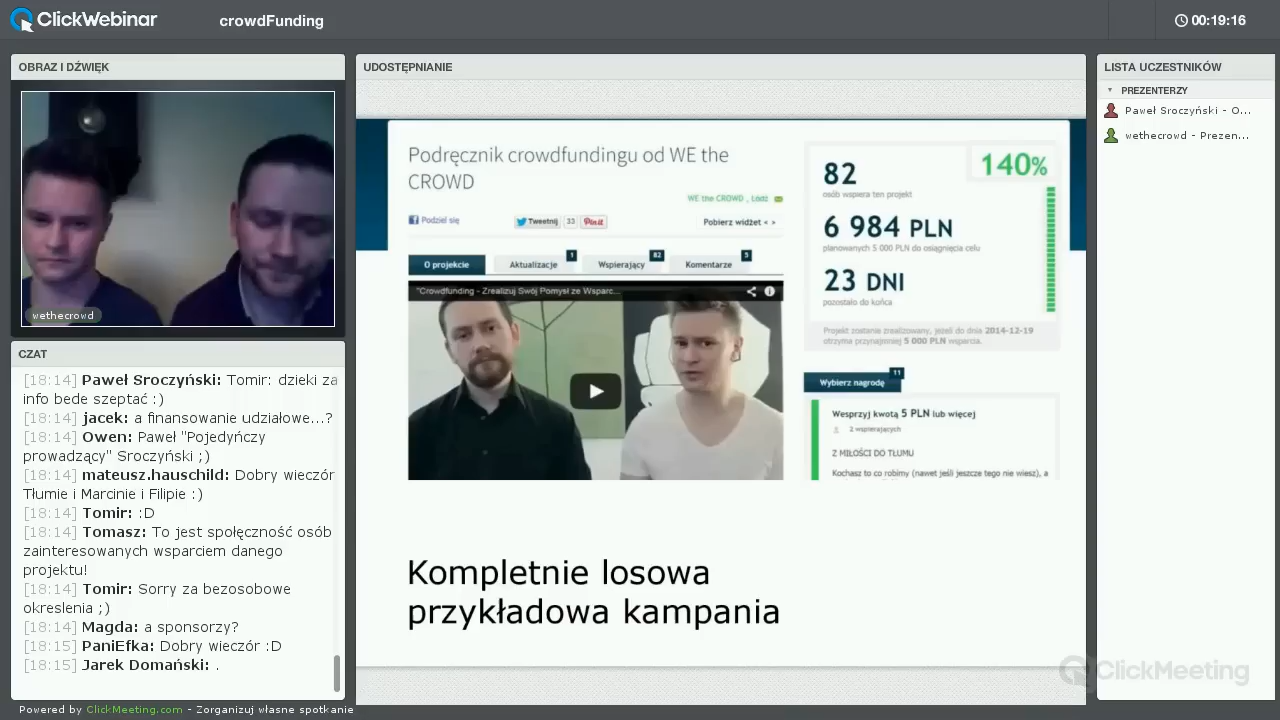 ClickWebinar
crowdFunding
00:19:16
OBRAZ I DŹWIĘK
wethecrowd
CZAT
[18:14] Paweł Sroczyński: Tomir: dzieki za
info bede szeptać :)
[18:14] jacek: a finansowanie udziałowe...?
[18:14] Owen: Paweł "Pojedyńczy
prowadzący" Sroczyński ;)
[18:14] mateusz.hauschild: Dobry wieczór
Tłumie i Marcinie i Filipie :)
[18:14] Tomir: :D
[18:14] Tomasz: To jest społęczność osób
zainteresowanych wsparciem danego
projektu!
[18:14] Tomir: Sorry za bezosobowe
okreslenia ;)
[18:14] Magda: a sponsorzy?
[18:15] PaniEfka: Dobry wieczór :D
[18:15] Jarek Domański: .
Powered by ClickMeeting.com - Zorganizuj własne spotkanie
UDOSTĘPNIANIE
Podręcznik crowdfundingu od WE the
CROWD
WE the CROWD , Łódź
Podziel się
Tweetnij 33 Pinit
Pobierz widżet < >
O projekcie
Aktualizacje 1
Wspierający 82
Komentarze 5
"Crowdfunding - Zrealizuj Swój Pomysł ze Wsparc...
140%
82
osób wspiera ten projekt
6 984 PLN
planowanych 5 000 PLN do osiągnięcia celu
23 DNI
pozostało do końca
Projekt zostanie zrealizowany, jeżeli do dnia 2014-12-19
otrzyma przynajmniej 5 000 PLN wsparcia.
Wybierz nagrodę 11
Wesprzyj kwotą 5 PLN lub więcej
2 wspierających
Z MIŁOŚCI DO TŁUMU
Kochasz to co robimy (nawet jeśli jeszcze tego nie wiesz), a
Kompletnie losowa
przykładowa kampania
ClickMeeting
LISTA UCZESTNIKÓW
PREZENTERZY
Paweł Sroczyński - O...
wethecrowd - Prezen...